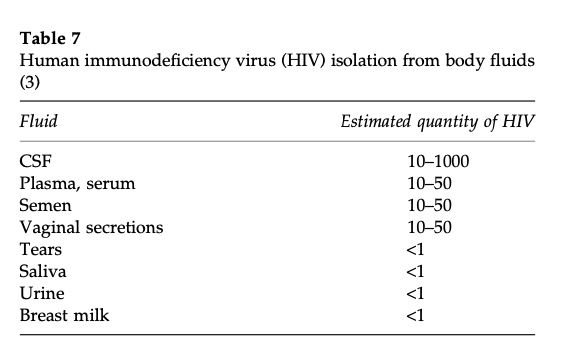 Table 7
Human immunodeficiency virus (HIV) isolation from body fluids
(3)
Fluid Estimated quantity of HIV
CSF 10–1000
Plasma, serum 10–50
Semen 10–50
Vaginal secretions 10–50
Tears <1
Saliva <1
Urine <1
Breast milk <1